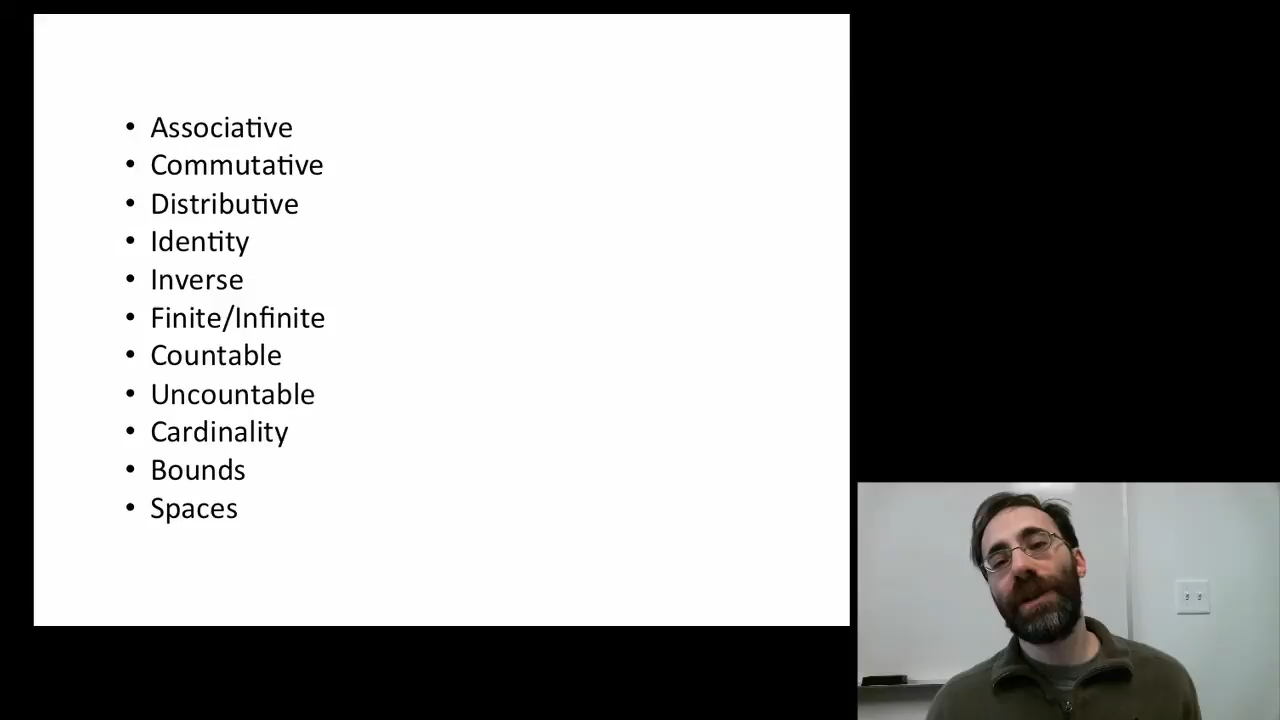 • Associative
• Commutative
• Distributive
• Identity
• Inverse
• Finite/Infinite
• Countable
• Uncountable
• Cardinality
• Bounds
• Spaces